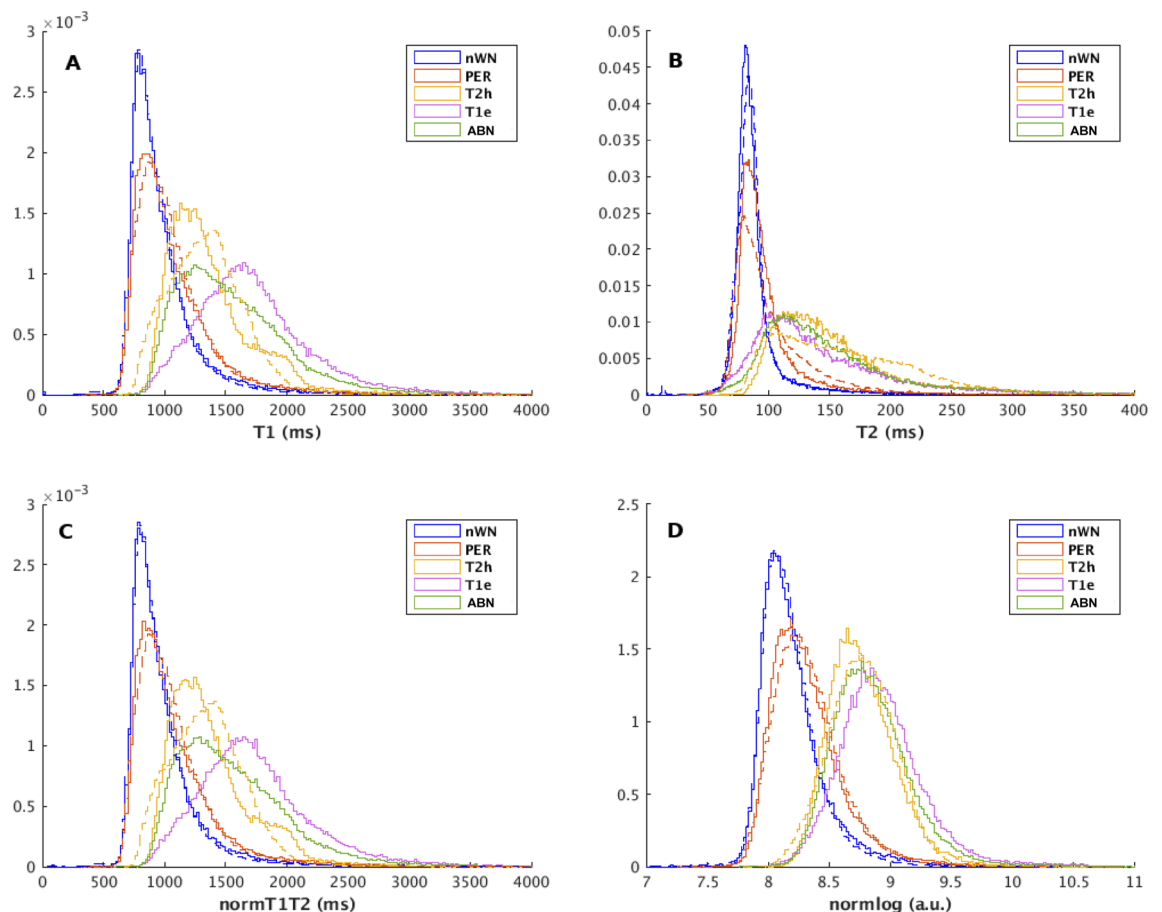 ×10⁻³
A
3
2.5
2
1.5
1
0.5
0
0 500 1000 1500 2000 2500 3000 3500 4000
T1 (ms)
nWN
PER
T2h
T1e
ABN
B
0.05
0.045
0.04
0.035
0.03
0.025
0.02
0.015
0.01
0.005
0
0 50 100 150 200 250 300 350 400
T2 (ms)
nWN
PER
T2h
T1e
ABN
×10⁻³
C
3
2.5
2
1.5
1
0.5
0
0 500 1000 1500 2000 2500 3000 3500 4000
normT1T2 (ms)
nWN
PER
T2h
T1e
ABN
D
2.5
2
1.5
1
0.5
0
7 7.5 8 8.5 9 9.5 10 10.5 11
normlog (a.u.)
nWN
PER
T2h
T1e
ABN